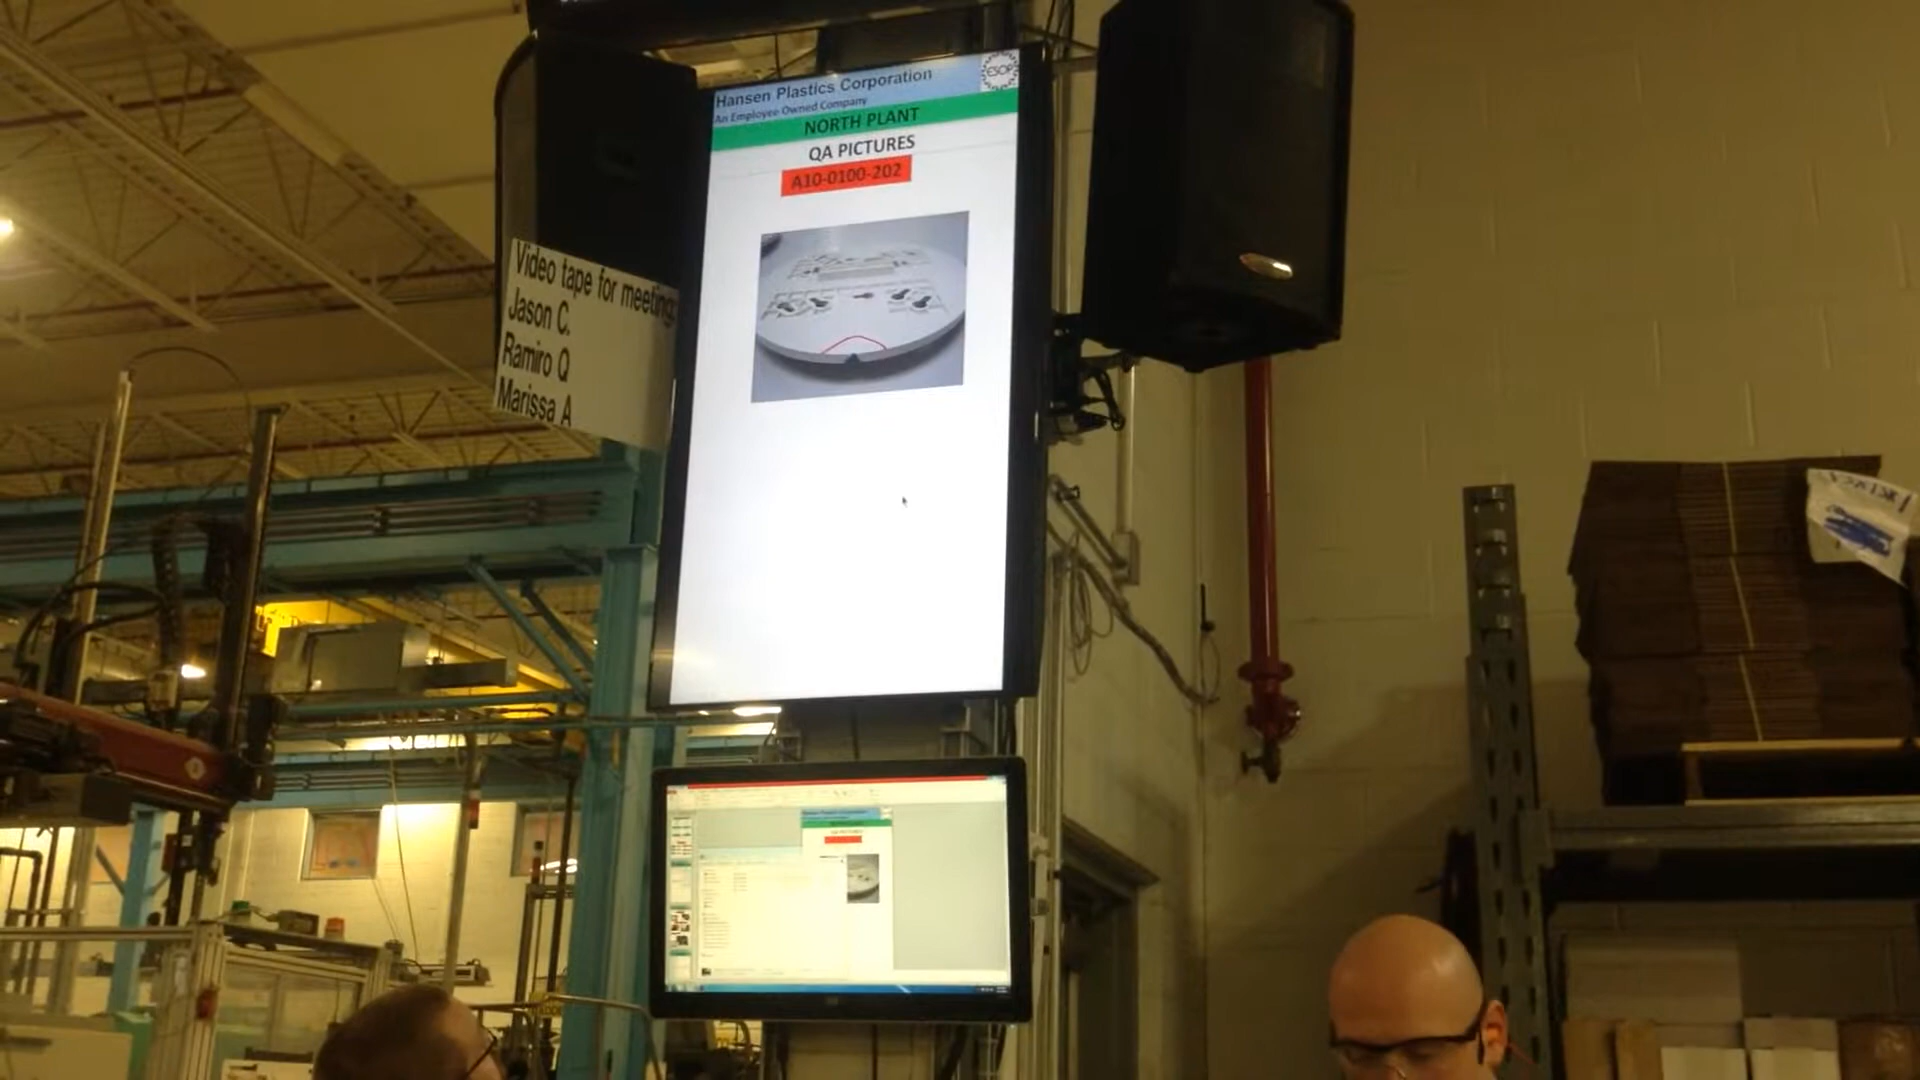 Hansen Plastics Corporation
An Employee Owned Company
ESOP
NORTH PLANT
QA PICTURES
A10-0100-202
Video tape for meeting:
Jason C.
Ramiro Q
Marissa A